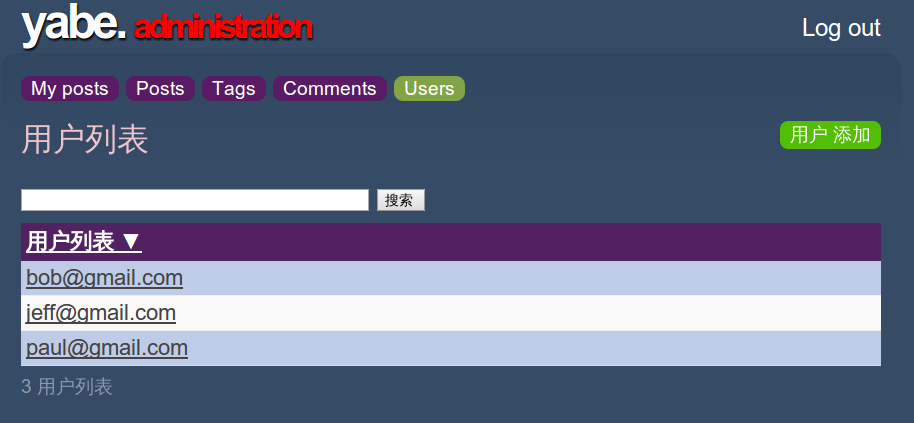 yabe. administration Log out
My posts Posts Tags Comments Users
用户列表 用户 添加
搜索
用户列表 ▼
bob@gmail.com
jeff@gmail.com
paul@gmail.com
3 用户列表